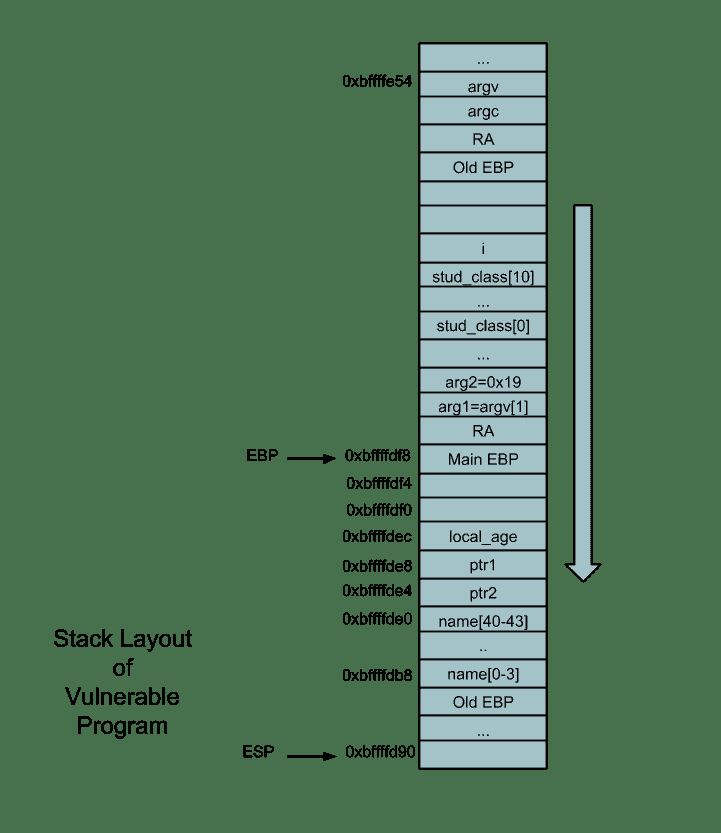 ...
0xbffffe54 argv
argc
RA
Old EBP
i
stud_class[10]
...
stud_class[0]
...
arg2=0x19
arg1=argv[1]
RA
EBP 0xbffffdf8 Main EBP
0xbffffdf4
0xbffffdf0
0xbffffdec local_age
0xbffffde8 ptr1
0xbffffde4 ptr2
0xbffffde0 name[40-43]
..
0xbffffdb8 name[0-3]
Old EBP
...
ESP 0xbffffd90
Stack Layout
of
Vulnerable
Program